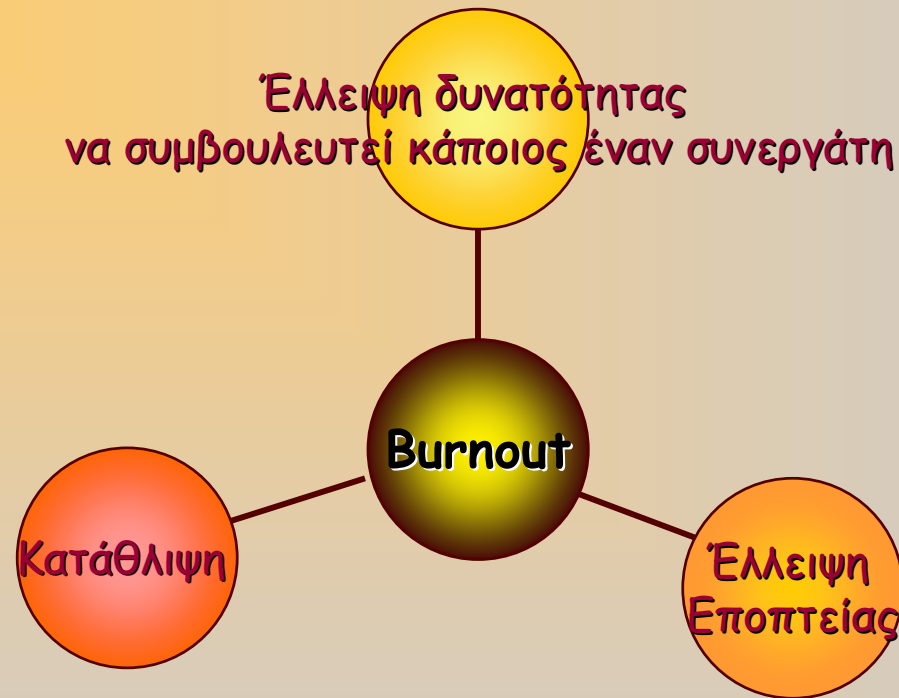 Έλλειψη δυνατότητας
να συμβουλευτεί κάποιος έναν συνεργάτη
Burnout
Κατάθλιψη
Έλλειψη
Εποπτείας